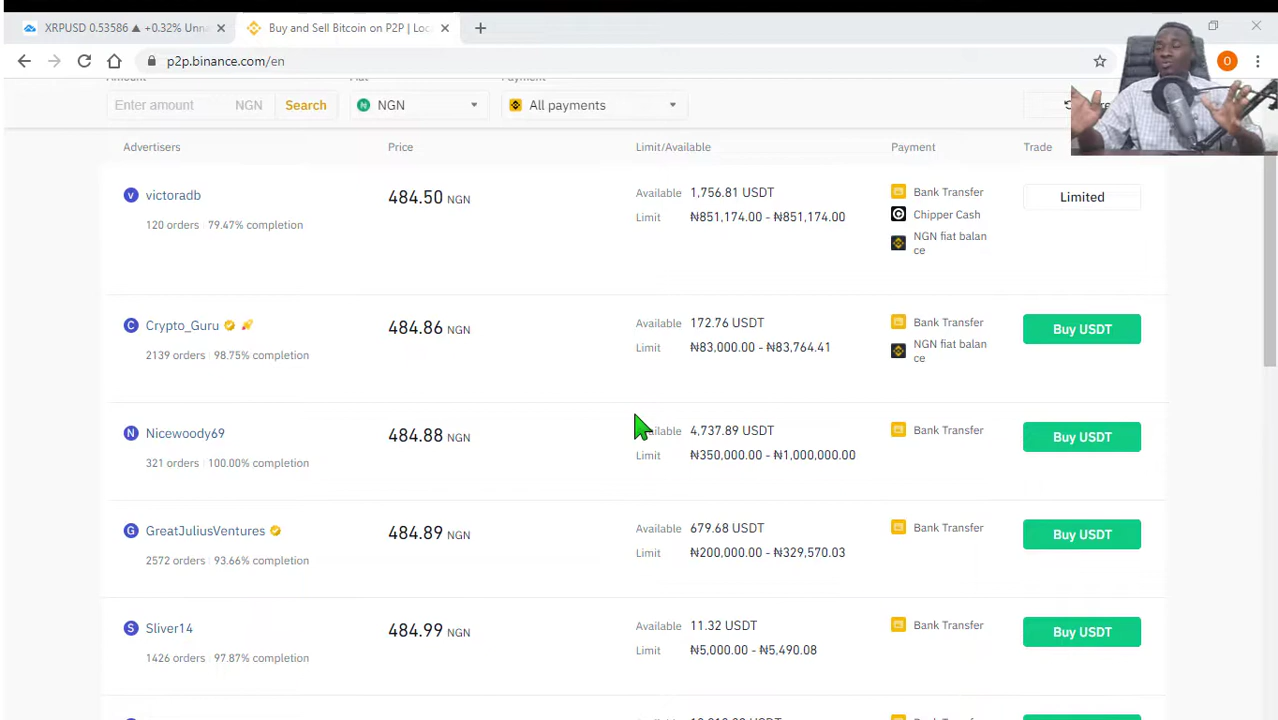 XRPUSD 0.53586 ▲ +0.32% Unna
Buy and Sell Bitcoin on P2P | Loc
p2p.binance.com/en
O
Enter amount NGN Search NGN All payments
Advertisers Price Limit/Available Payment Trade
victoradb
120 orders | 79.47% completion
484.50 NGN
Available 1,756.81 USDT
Limit ₦851,174.00 - ₦851,174.00
Bank Transfer
Chipper Cash
NGN fiat balan
ce
Limited
Crypto_Guru
2139 orders | 98.75% completion
484.86 NGN
Available 172.76 USDT
Limit ₦83,000.00 - ₦83,764.41
Bank Transfer
NGN fiat balan
ce
Buy USDT
Nicewoody69
321 orders | 100.00% completion
484.88 NGN
4,737.89 USDT
Limit ₦350,000.00 - ₦1,000,000.00
Bank Transfer
Buy USDT
GreatJuliusVentures
2572 orders | 93.66% completion
484.89 NGN
Available 679.68 USDT
Limit ₦200,000.00 - ₦329,570.03
Bank Transfer
Buy USDT
Sliver14
1426 orders | 97.87% completion
484.99 NGN
Available 11.32 USDT
Limit ₦5,000.00 - ₦5,490.08
Bank Transfer
Buy USDT